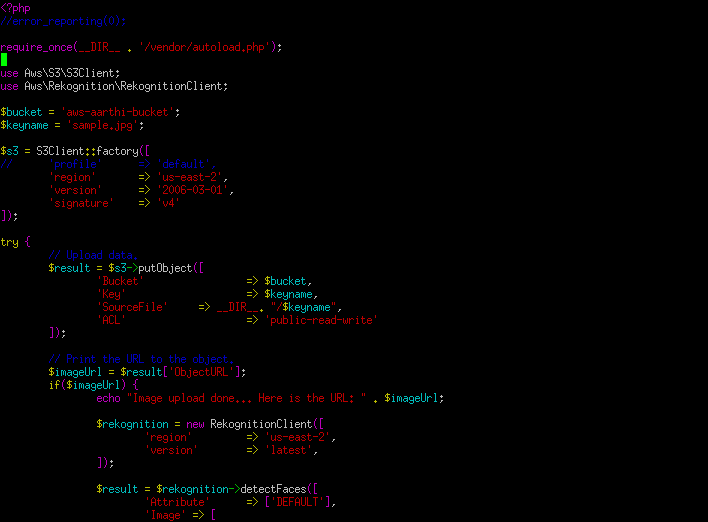 <?php
//error_reporting(0);
require_once(__DIR__ . '/vendor/autoload.php');
use Aws\S3\S3Client;
use Aws\Rekognition\RekognitionClient;
$bucket = 'aws-aarthi-bucket';
$keyname = 'sample.jpg';
$s3 = S3Client::factory([
//      'profile'       => 'default',
        'region'        => 'us-east-2',
        'version'       => '2006-03-01',
        'signature'     => 'v4'
]);
try {
        // Upload data.
        $result = $s3->putObject([
                'Bucket'                => $bucket,
                'Key'                   => $keyname,
                'SourceFile'    => __DIR__. "/$keyname",
                'ACL'                   => 'public-read-write'
        ]);
        // Print the URL to the object.
        $imageUrl = $result['ObjectURL'];
        if($imageUrl) {
                echo "Image upload done... Here is the URL: " . $imageUrl;
                $rekognition = new RekognitionClient([
                        'region'        => 'us-east-2',
                        'version'       => 'latest',
                ]);
                $result = $rekognition->detectFaces([
                        'Attribute'     => ['DEFAULT'],
                        'Image' => [